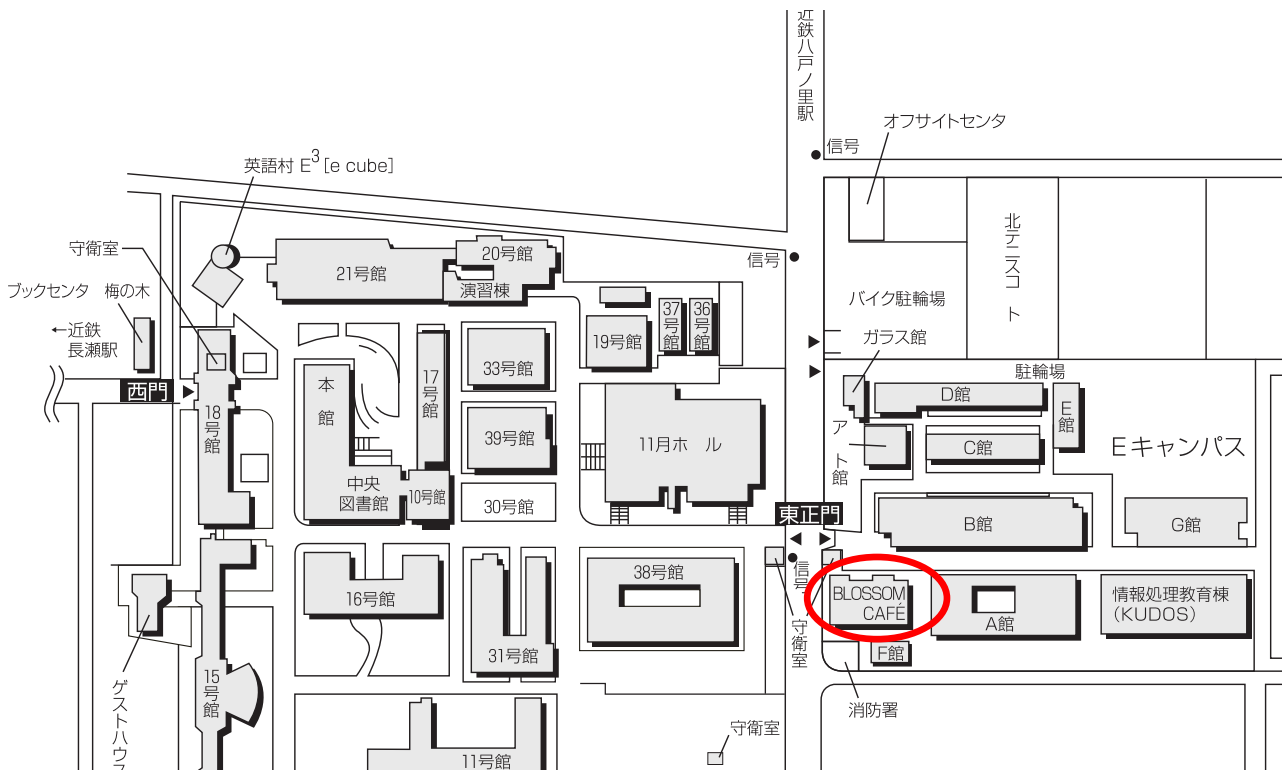 近鉄八戸ノ里駅
信号
オフサイトセンタ
英語村 E³[e cube]
守衛室
ブックセンタ 梅の木
←近鉄
長瀬駅
西門
21号館
20号館
演習棟
信号
北テニスコート
バイク駐輪場
ガラス館
駐輪場
19号館
37号館
36号館
33号館
17号館
本館
18号館
39号館
11月ホール
D館
E館
アート館
C館
Eキャンパス
中央
図書館
10号館
30号館
東正門
B館
G館
信号
38号館
16号館
31号館
守衛室
BLOSSOM
CAFÉ
A館
情報処理教育棟
(KUDOS)
F館
消防署
15号館
ゲストハウス
守衛室
11号館